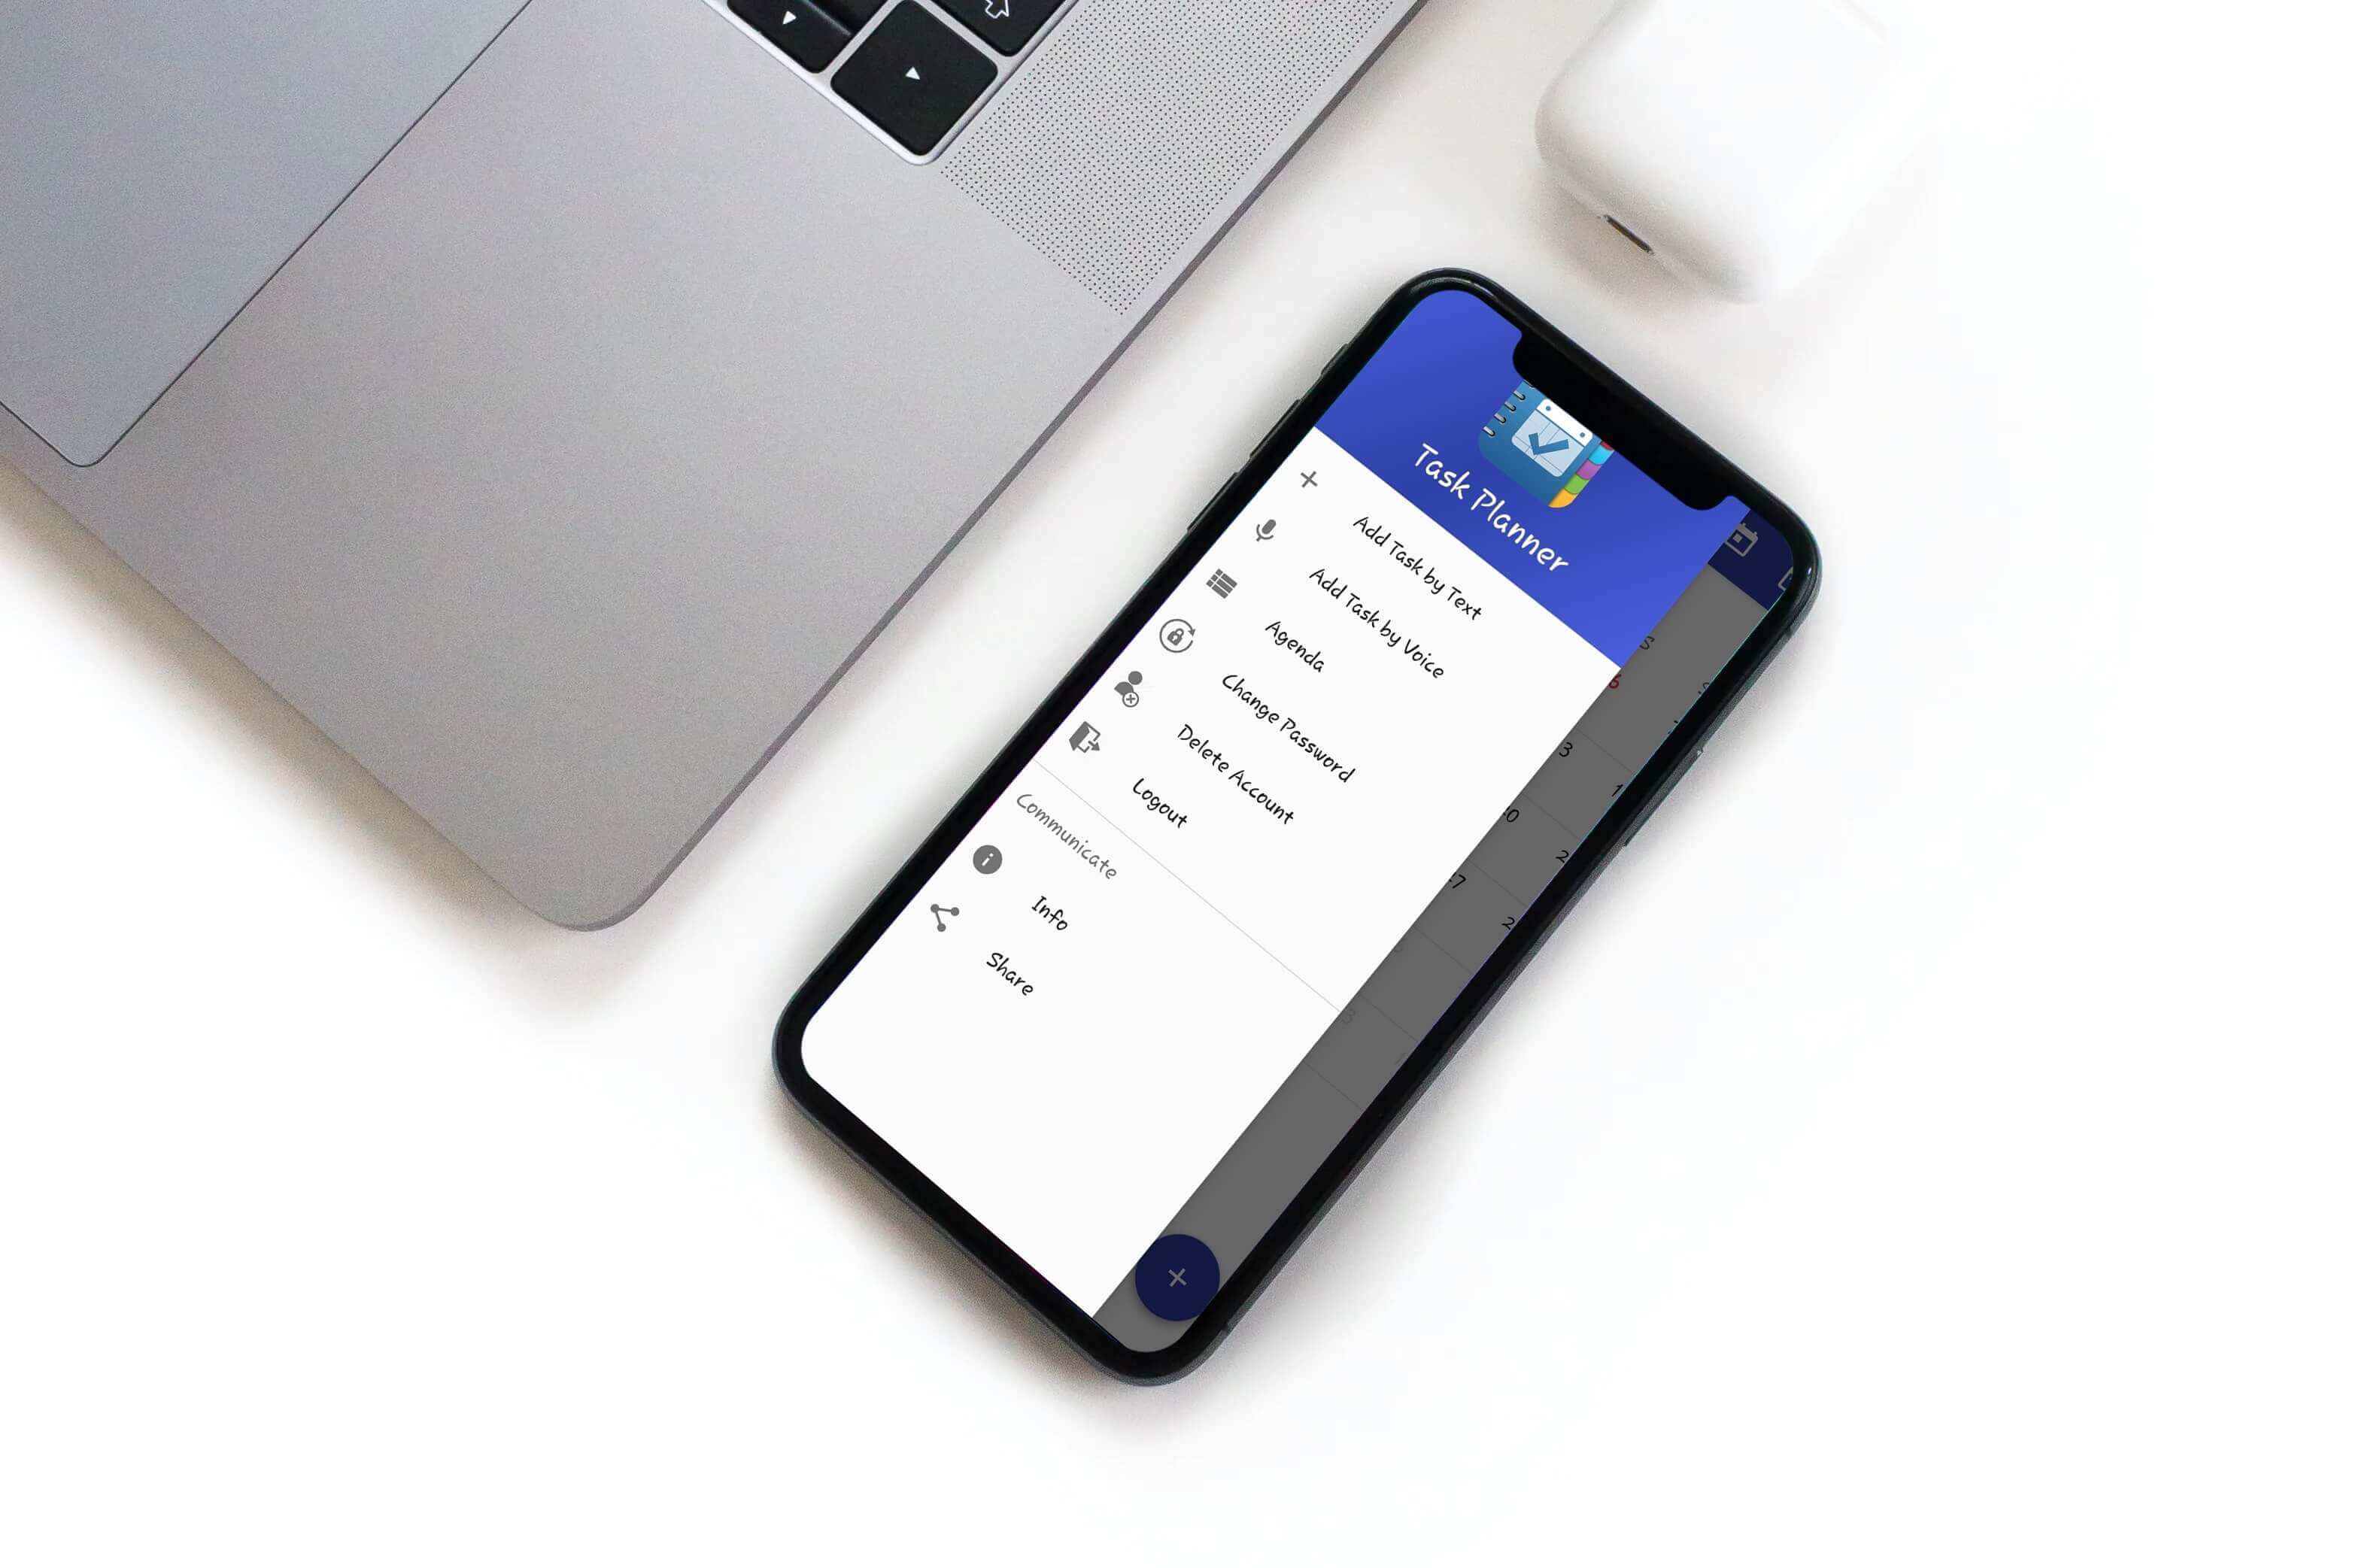 Task Planner
Add Task by Text
Add Task by Voice
Agenda
Change Password
Delete Account
Logout
Communicate
Info
Share